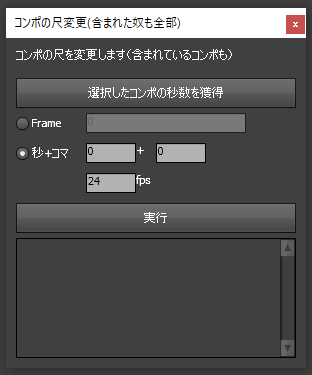 コンポの尺変更(含まれた奴も全部)
x
コンポの尺を変更します(含まれているコンポも)
選択したコンポの秒数を獲得
Frame 0
秒+コマ 0 + 0
24 fps
実行